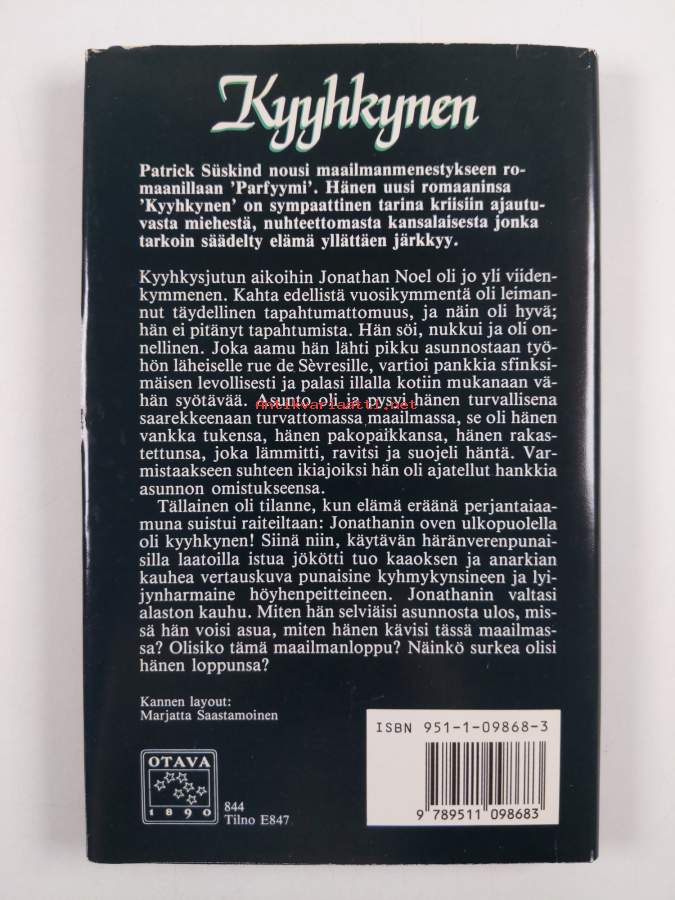 Kyyhkynen
Patrick Süskind nousi maailmanmenestykseen ro-
maanillaan 'Parfyymi'. Hänen uusi romaaninsa
'Kyyhkynen' on sympaattinen tarina kriisiin ajautu-
vasta miehestä, nuhteettomasta kansalaisesta jonka
tarkoin säädelty elämä yllättäen järkkyy.
Kyyhkysjutun aikoihin Jonathan Noel oli jo yli viiden-
kymmenen. Kahta edellistä vuosikymmentä oli leiman-
nut täydellinen tapahtumattomuus, ja näin oli hyvä;
hän ei pitänyt tapahtumista. Hän söi, nukkui ja oli on-
nellinen. Joka aamu hän lähti pikku asunnostaan työ-
hön läheiselle rue de Sèvresille, vartioi pankkia sfinksi-
mäisen levollisesti ja palasi illalla kotiin mukanaan vä-
hän syötävää. Asunto oli ja pysyi hänen turvallisena
antikvariaatti.net
saarekkeenaan turvattomassa maailmassa, se oli hänen
vankka tukensa, hänen pakopaikkansa, hänen rakas-
tettunsa, joka lämmitti, ravitsi ja suojeli häntä. Var-
mistaakseen suhteen ikiajoiksi hän oli ajatellut hankkia
asunnon omistukseensa.
Tällainen oli tilanne, kun elämä eräänä perjantaiaa-
muna suistui raiteiltaan: Jonathanin oven ulkopuolella
oli kyyhkynen! Siinä niin, käytävän häränverenpunai-
silla laatoilla istua jökötti tuo kaaoksen ja anarkian
kauhea vertauskuva punaisine kyhmykynsineen ja lyi-
jynharmaine höyhenpeitteineen. Jonathanin valtasi
alaston kauhu. Miten hän selviäisi asunnosta ulos, mis-
sä hän voisi asua, miten hänen kävisi tässä maailmas-
sa? Olisiko tämä maailmanloppu? Näinkö surkea olisi
hänen loppunsa?
Kannen layout:
Marjatta Saastamoinen
ISBN 951-1-09868-3
OTAVA
1890
844
Tilno E847
9 789511 098683